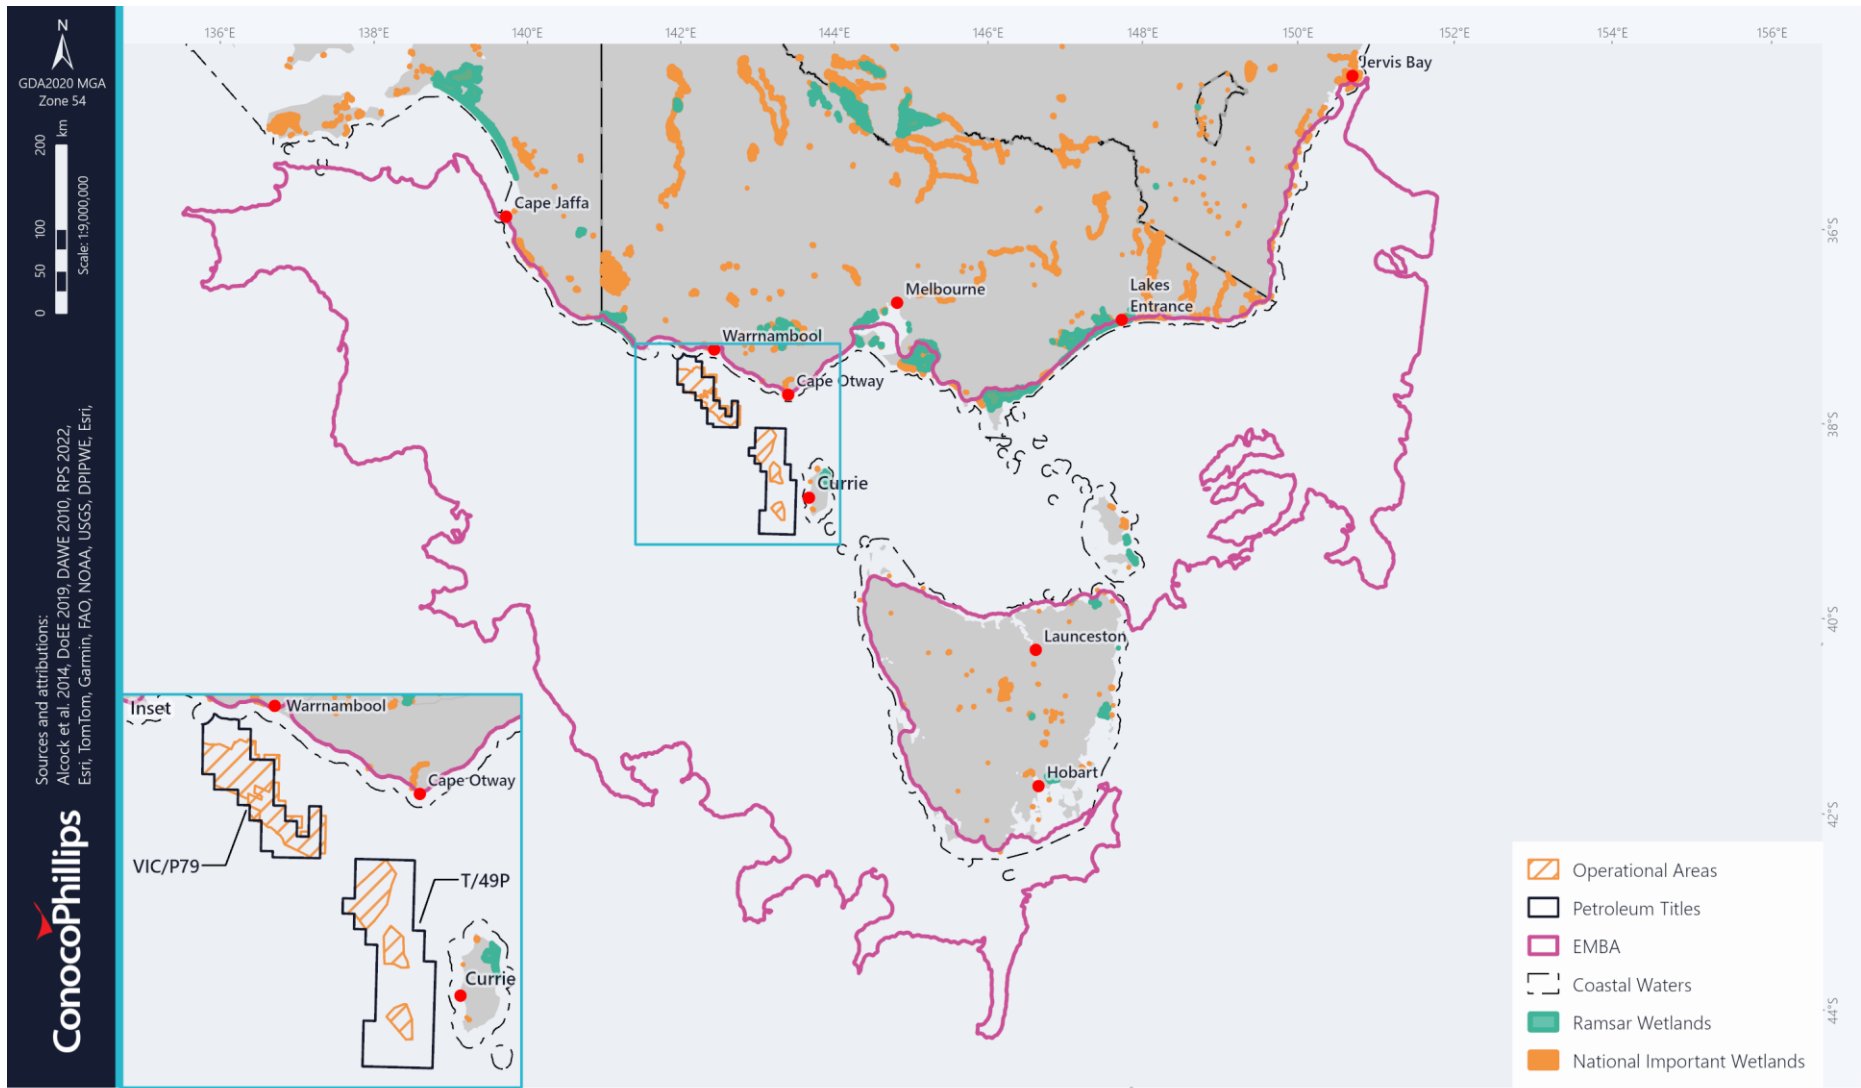 N
GDA2020 MGA
Zone 54
0 50 100 200 km
Scale: 1:9,000,000
Sources and attributions:
Alcock et al. 2014, DoEE 2019, DAWE 2010, RPS 2022,
Esri, TomTom, Garmin, FAO, NOAA, USGS, DPIPWE, Esri,
ConocoPhillips
136°E 138°E 140°E 142°E 144°E 146°E 148°E 150°E 152°E 154°E 156°E
36°S
38°S
40°S
42°S
44°S
Jervis Bay
Cape Jaffa
Melbourne
Lakes
Entrance
Warrnambool
Cape Otway
Currie
Launceston
Hobart
Inset
Warrnambool
Cape Otway
VIC/P79
T/49P
Currie
Operational Areas
Petroleum Titles
EMBA
Coastal Waters
Ramsar Wetlands
National Important Wetlands